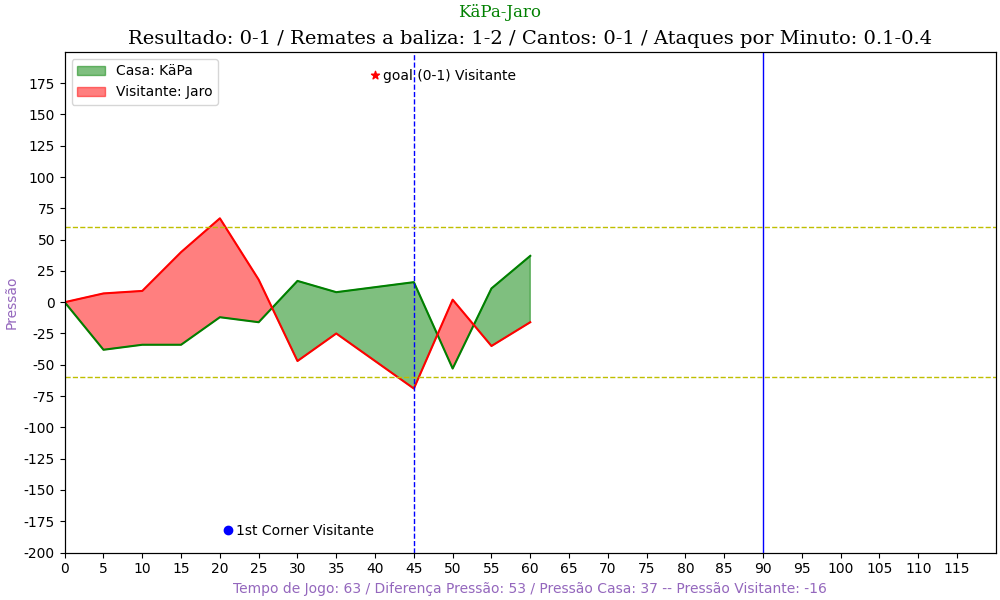 KäPa-Jaro
Resultado: 0-1 / Remates a baliza: 1-2 / Cantos: 0-1 / Ataques por Minuto: 0.1-0.4
Casa: KäPa
Visitante: Jaro
goal (0-1) Visitante
175
150
125
100
75
50
25
0
-25
-50
-75
-100
-125
-150
-175
-200
Pressão
1st Corner Visitante
0 5 10 15 20 25 30 35 40 45 50 55 60 65 70 75 80 85 90 95 100 105 110 115
Tempo de Jogo: 63 / Diferença Pressão: 53 / Pressão Casa: 37 -- Pressão Visitante: -16